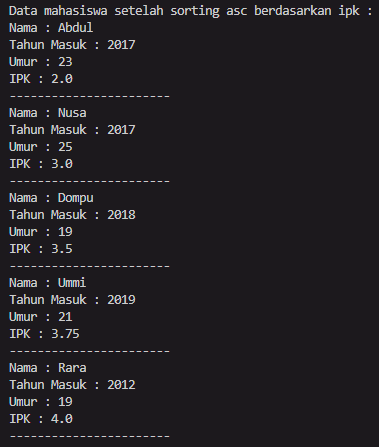 Data mahasiswa setelah sorting asc berdasarkan ipk :
Nama : Abdul
Tahun Masuk : 2017
Umur : 23
IPK : 2.0
-----------------------
Nama : Nusa
Tahun Masuk : 2017
Umur : 25
IPK : 3.0
-----------------------
Nama : Dompu
Tahun Masuk : 2018
Umur : 19
IPK : 3.5
-----------------------
Nama : Ummi
Tahun Masuk : 2019
Umur : 21
IPK : 3.75
-----------------------
Nama : Rara
Tahun Masuk : 2012
Umur : 19
IPK : 4.0
-----------------------